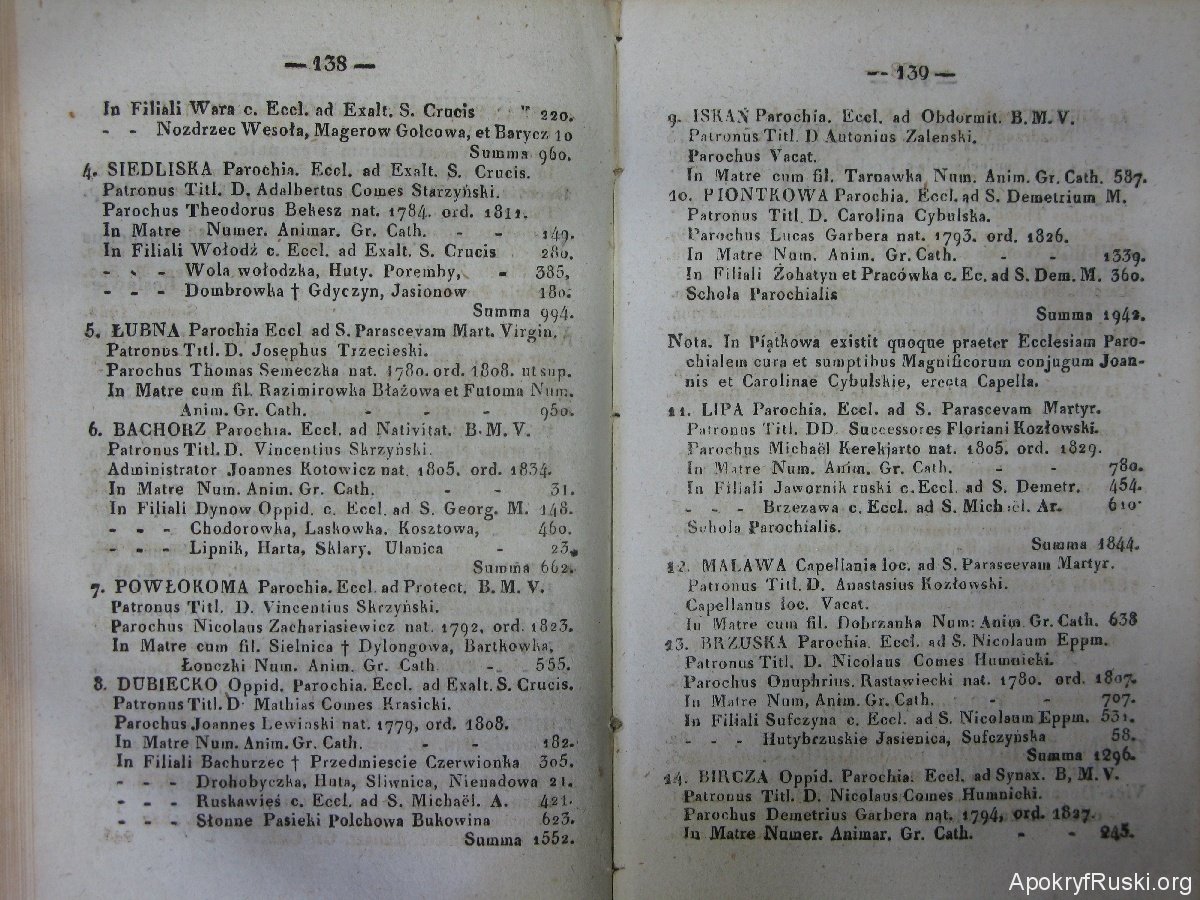 — 138 —
In Filiali Wara c. Eccl. ad Exalt. S. Crucis " 220.
- - Nozdrzec Wesoła, Magerow Golcowa, et Barycz 10
Summa 960.
4. SIEDLISKA Parochia. Eccl. ad Exalt. S. Crucis.
Patronus Titl. D. Adalbertus Comes Starzyński.
Parochus Theodorus Bekesz nat. 1784. ord. 1811.
In Matre Numer. Animar. Gr. Cath. - - 149.
In Filiali Wołodź c. Eccl. ad Exalt. S. Crucis 280.
- - - Wola wołodzka, Huty. Poremby, - 385,
- - - Dombrowka † Gdyczyn, Jasionow 180.
Summa 994.
5. ŁUBNA Parochia Eccl ad S. Parascevam Mart. Virgin.
Patronus Titl. D. Josephus Trzecieski.
Parochus Thomas Semeczka nat. 1780. ord. 1808. ut sup.
In Matre cum fil. Razimirowka Błażowa et Futoma Num.
Anim. Gr. Cath. - - - 950.
6. BACHORZ Parochia. Eccl. ad Nativitat. B. M. V.
Patronus Titl. D. Vincentius Skrzyński.
Administrator Joannes Kotowicz nat. 1805. ord. 1834.
In Matre Num. Anim. Gr. Cath. - - 31.
In Filiali Dynow Oppid. c. Eccl. ad S. Georg. M. 148.
- - - Chodorowka, Laskowka, Kosztowa, 460.
- - - Lipnik, Harta, Sklary. Ulanica - 23.
Summa 662.
7. POWŁOKOMA Parochia. Eccl. ad Protect. B. M. V.
Patronus Titl. D. Vincentius Skrzyński.
Parochus Nicolaus Zachariasiewicz nat. 1792, ord. 1823.
In Matre cum fil. Sielnica † Dylongowa, Bartkowka,
Łonczki Num. Anim. Gr. Cath - 555.
8. DUBIECKO Oppid. Parochia. Eccl. ad Exalt. S. Crucis.
Patronus Titl. D. Mathias Comes Krasicki.
Parochus Joannes Lewinski nat. 1779, ord. 1808.
In Matre Num. Anim. Gr. Cath. - - 182.
In Filiali Bachurzec † Przedmiescie Czerwionka 305.
- - - Drohobyczka, Huta, Sliwnica, Nienadowa 21.
- - - Ruskawieś c. Eccl. ad S. Michaël. A. 421.
- - - Słonne Pasieki Polchowa Bukowina 623.
Summa 1552.
— 139 —
9. ISKAŃ Parochia. Eccl. ad Obdormit. B. M. V.
Patronus Titl. D Antonius Zalenski.
Parochus Vacat.
In Matre cum fil. Tarnawka Num. Anim. Gr. Cath. 587.
10. PIONTKOWA Parochia. Eccl. ad S. Demetrium M.
Patronus Titl. D. Carolina Cybulska.
Parochus Lucas Garbera nat. 1793. ord. 1826.
In Matre Num. Anim. Gr. Cath. - - 1339.
In Filiali Żohatyn et Pracówka c. Ec. ad S. Dem. M. 360.
Schola Parochialis
Summa 1942.
Nota. In Piątkowa existit quoque praeter Ecclesiam Paro-
chialem cura et sumptibus Magnificorum conjugum Joan-
nis et Carolinae Cybulskie, erecta Capella.
11. LIPA Parochia. Eccl. ad S. Parascevam Martyr.
Patronus Titl. DD. Successores Floriani Kozłowski.
Parochus Michaël Kerekjarto nat. 1805. ord. 1829.
In Matre Num. Anim. Gr. Cath. - - 780.
In Filiali Jawornik ruski c. Eccl. ad S. Demetr. 454.
- - - Brzezawa c. Eccl. ad S. Michaël. Ar. 610.
Schola Parochialis.
Summa 1844.
12. MALAWA Capellania loc. ad S. Parascevam Martyr.
Patronus Titl. D. Anastasius Kozłowski.
Capellanus loc. Vacat.
In Matre cum fil. Dobrzanka Num: Anim. Gr. Cath. 638
13. BRZUSKA Parochia. Eccl. ad S. Nicolaum Eppm.
Patronus Titl. D. Nicolaus Comes Humnicki.
Parochus Onuphrius. Rastawiecki nat. 1780. ord. 1807.
In Matre Num, Anim. Gr. Cath. - - 707.
In Filiali Sufczyna c. Eccl. ad S. Nicolaum Eppm. 531.
- - - Hutybrzuskie Jasienica, Sufczyńska 58.
Summa 1296.
14. BIRCZA Oppid. Parochia. Eccl. ad Synax. B, M. V.
Patronus Titl. D. Nicolaus Comes Humnicki.
Parochus Demetrius Garbera nat. 1794, ord. 1827.
In Matre Numer. Animar. Gr. Cath. - - 245.
ApokryfRuski.org